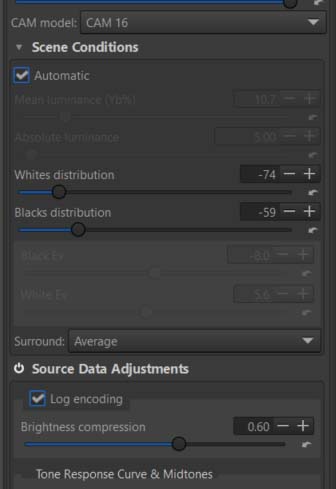 CAM model: CAM 16
Scene Conditions
Automatic
Mean luminance (Yb%) 10.7
Absolute luminance 5.00
Whites distribution -74
Blacks distribution -59
Black Ev -8.0
White Ev 5.6
Surround: Average
Source Data Adjustments
Log encoding
Brightness compression 0.60
Tone Response Curve & Midtones